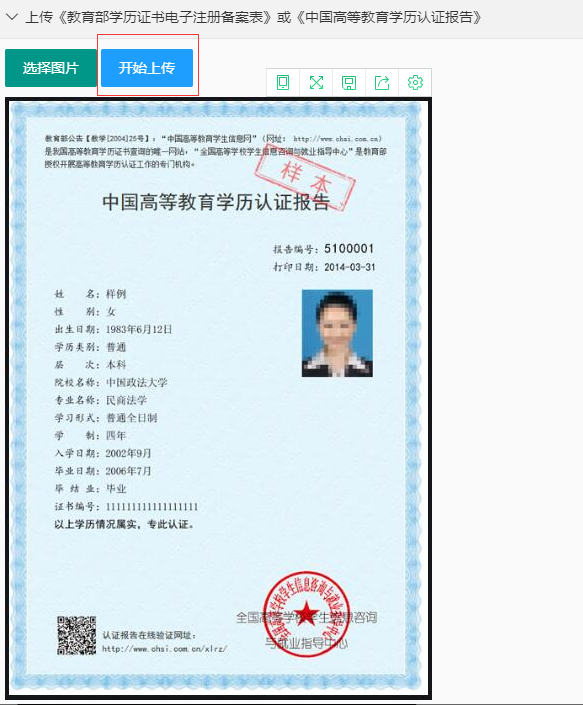 上传《教育部学历证书电子注册备案表》或《中国高等教育学历认证报告》
选择图片
开始上传
教育部公告【教学[2004]25号】:“中国高等教育学生信息网”(网址: http://www.chsi.com.cn)
是我国高等教育学历证书查询的唯一网站,“全国高等学校学生信息咨询与就业指导中心”是教育部
授权开展高等教育学历认证工作的专门机构。
样本
中国高等教育学历认证报告
报告编号:5100001
打印日期:2014-03-31
姓 名:样例
性 别:女
出生日期:1983年6月12日
学历类别:普通
层 次:本科
院校名称:中国政法大学
专业名称:民商法学
学习形式:普通全日制
学 制:四年
入学日期:2002年9月
毕业日期:2006年7月
毕 结 业:毕业
证书编号:111111111111111111
以上学历情况属实,专此认证。
全国高等学校学生信息咨询
与就业指导中心
全国高等学校学生信息咨询与就业指导中心
认证报告在线验证网址:
http://www.chsi.com.cn/xlrz/